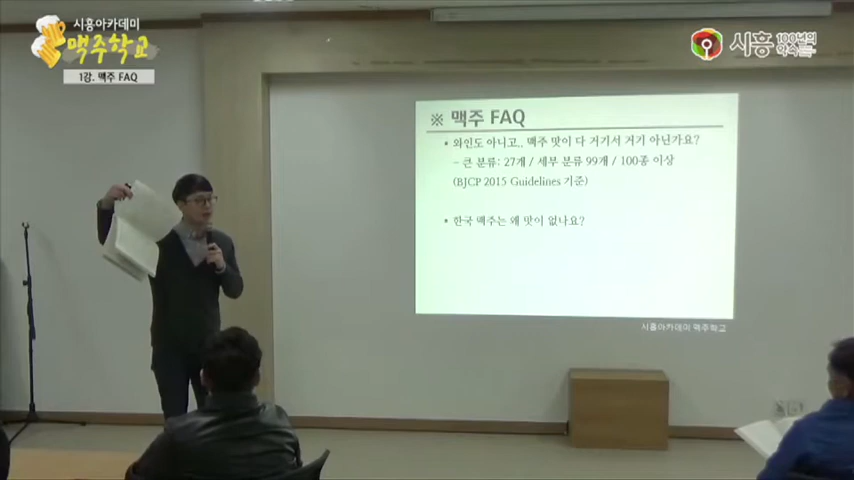 시흥아카데미
맥주학교
1강. 맥주 FAQ
시흥 100년의 약속
※ 맥주 FAQ
• 와인도 아니고.. 맥주 맛이 다 거기서 거기 아닌가요?
- 큰 분류: 27개 / 세부 분류 99개 / 100종 이상
(BJCP 2015 Guidelines 기준)
• 한국 맥주는 왜 맛이 없나요?
시흥아카데미 맥주학교